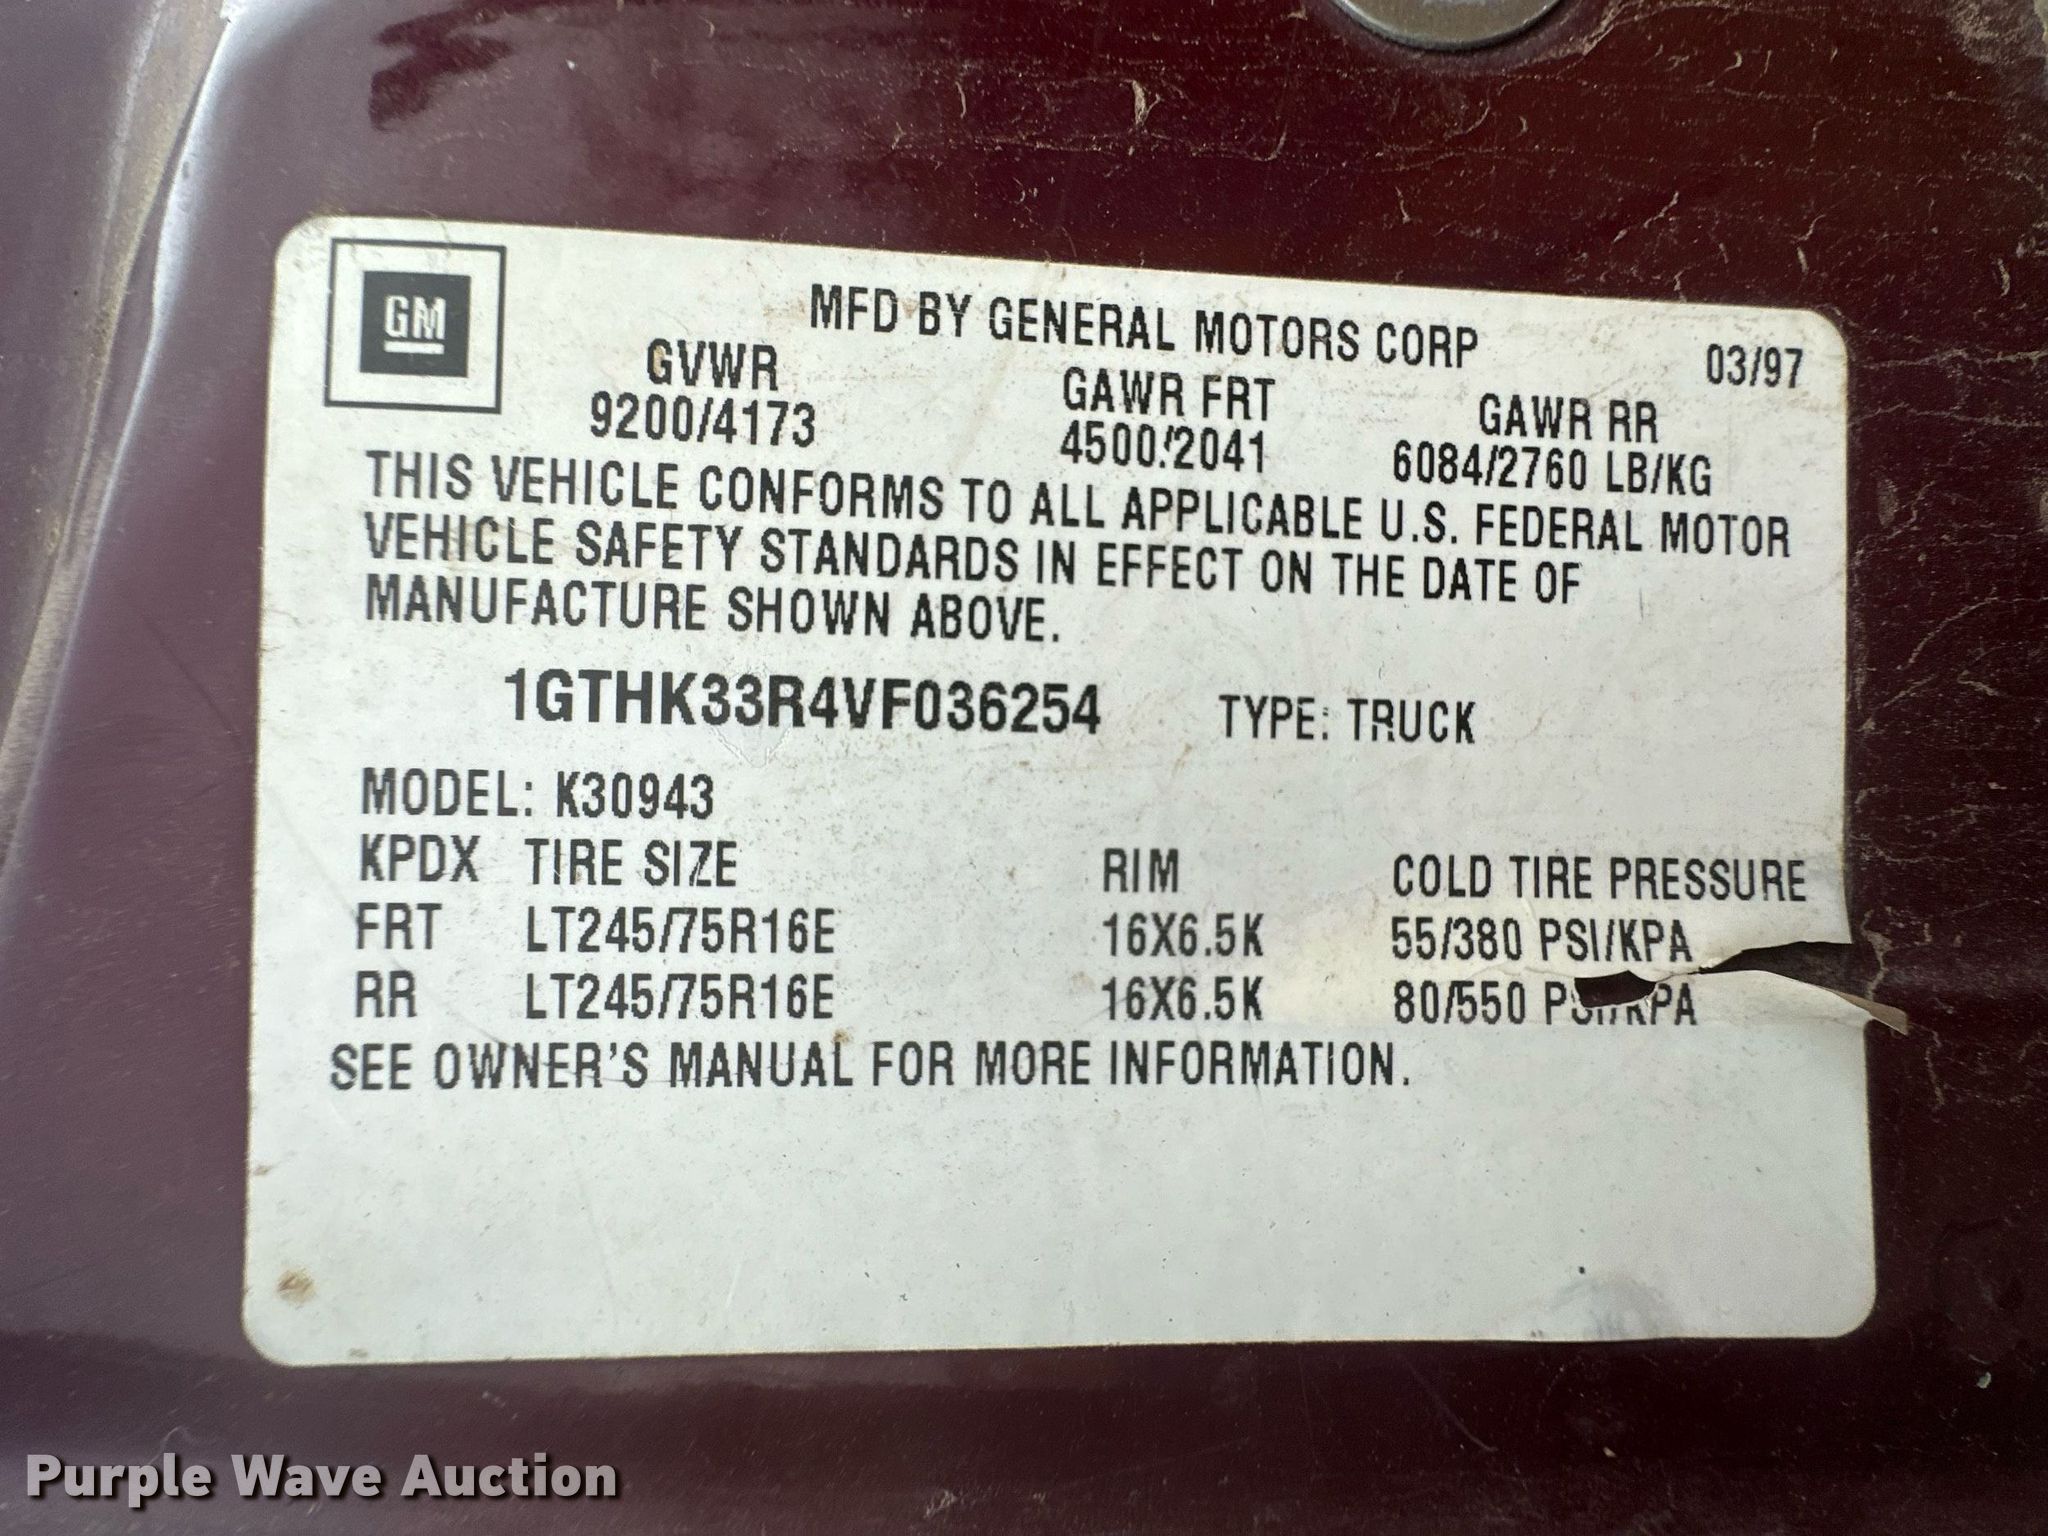 GM
MFD BY GENERAL MOTORS CORP
03/97
GVWR GAWR FRT GAWR RR
9200/4173 4500/2041 6084/2760 LB/KG
THIS VEHICLE CONFORMS TO ALL APPLICABLE U.S. FEDERAL MOTOR
VEHICLE SAFETY STANDARDS IN EFFECT ON THE DATE OF
MANUFACTURE SHOWN ABOVE.
1GTHK33R4VF036254 TYPE: TRUCK
MODEL: K30943
KPDX TIRE SIZE RIM COLD TIRE PRESSURE
FRT LT245/75R16E 16X6.5K 55/380 PSI/KPA
RR LT245/75R16E 16X6.5K 80/550 PSI/KPA
SEE OWNER'S MANUAL FOR MORE INFORMATION.
Purple Wave Auction